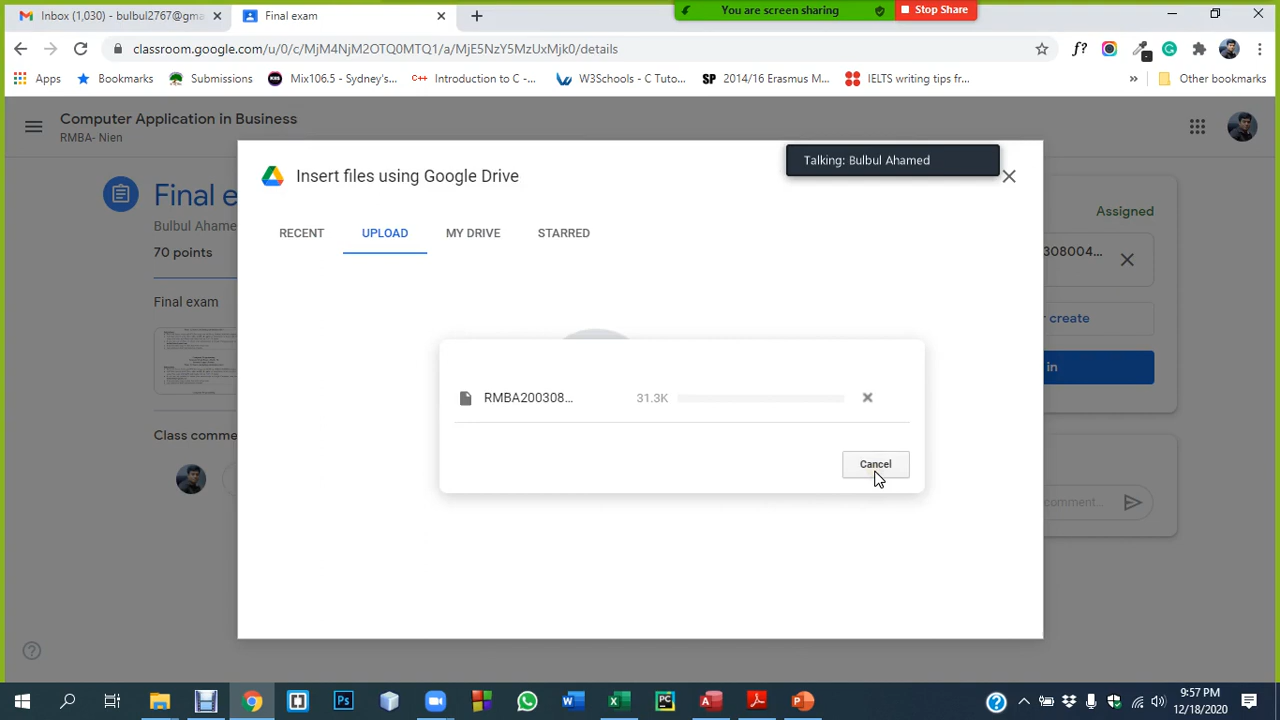 Inbox (1,030) - bulbul2767@gma
Final exam
You are screen sharing
Stop Share
classroom.google.com/u/0/c/MjM4NjM2OTQ0MTQ1/a/MjE5NzY5MzUxMjk0/details
Apps
Bookmarks
Submissions
Mix106.5 - Sydney's...
Introduction to C -...
W3Schools - C Tuto...
2014/16 Erasmus M...
IELTS writing tips fr...
Other bookmarks
Computer Application in Business
RMBA- Nien
Talking: Bulbul Ahamed
Insert files using Google Drive
RECENT
UPLOAD
MY DRIVE
STARRED
Final e
Bulbul Ahame
70 points
Final exam
Class comme
Assigned
308004...
r create
in
comment...
RMBA200308...
31.3K
Cancel
9:57 PM
12/18/2020